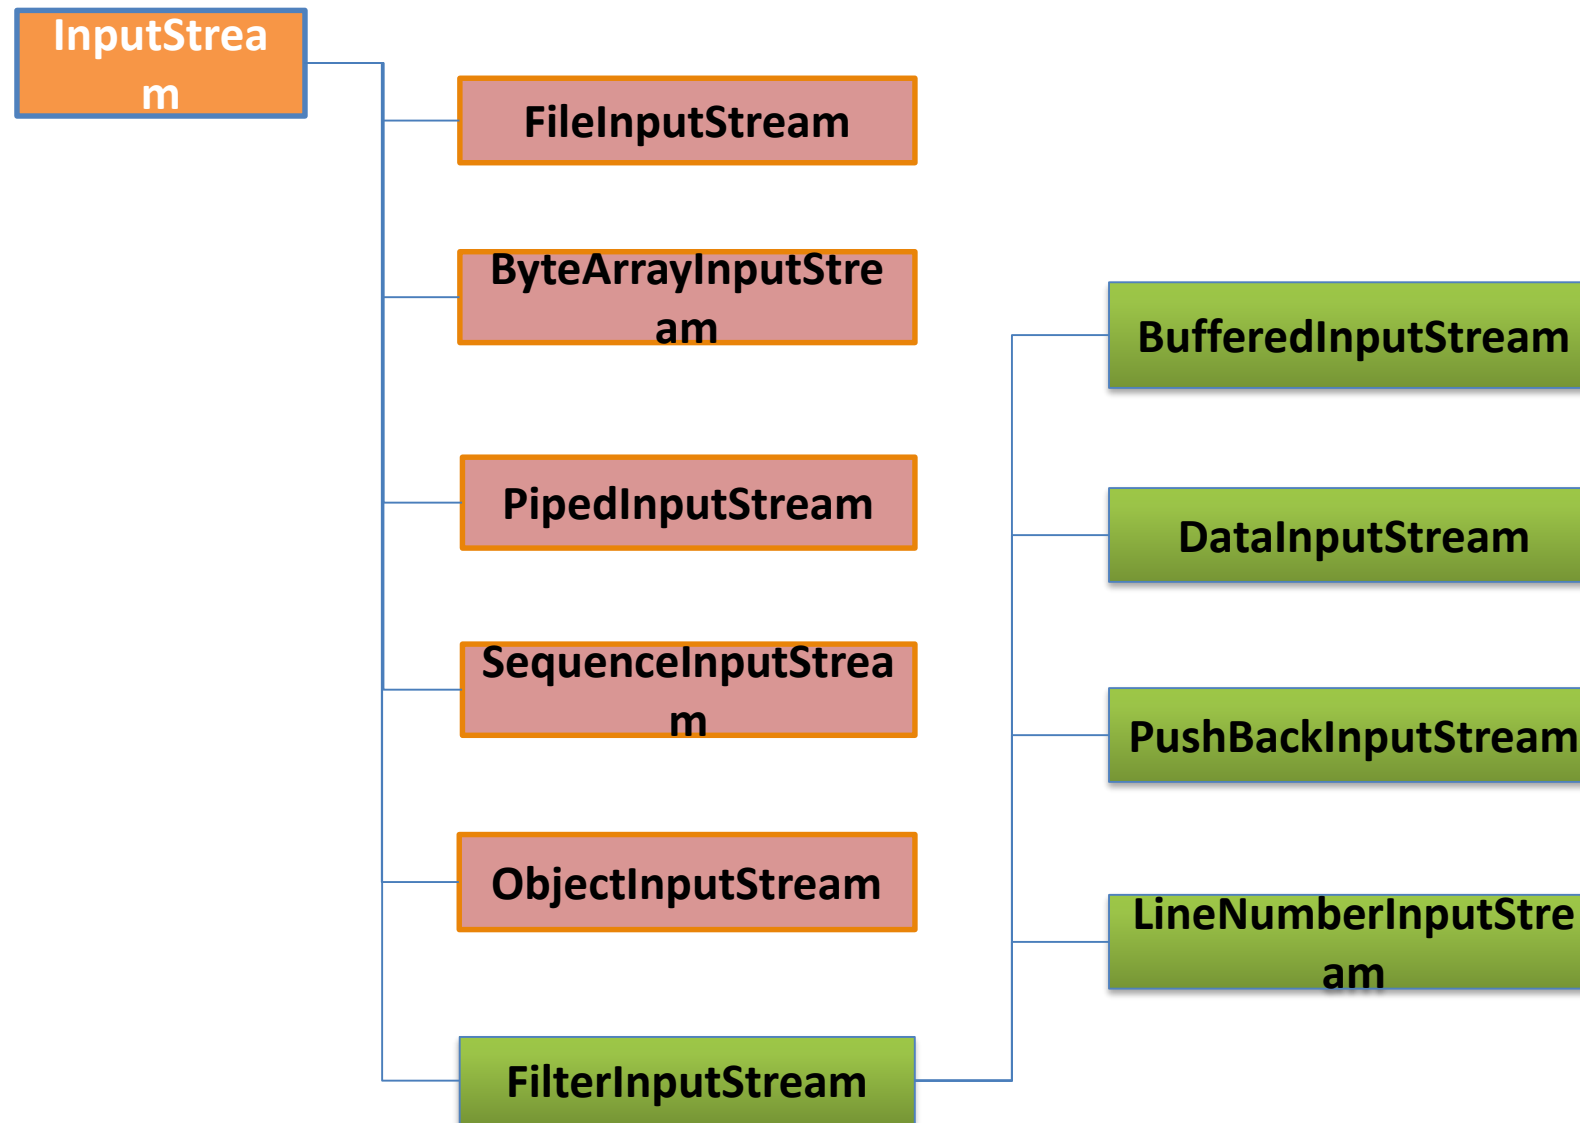 InputStrea
m
FileInputStream
ByteArrayInputStre
am
PipedInputStream
SequenceInputStrea
m
ObjectInputStream
FilterInputStream
BufferedInputStream
DataInputStream
PushBackInputStream
LineNumberInputStre
am